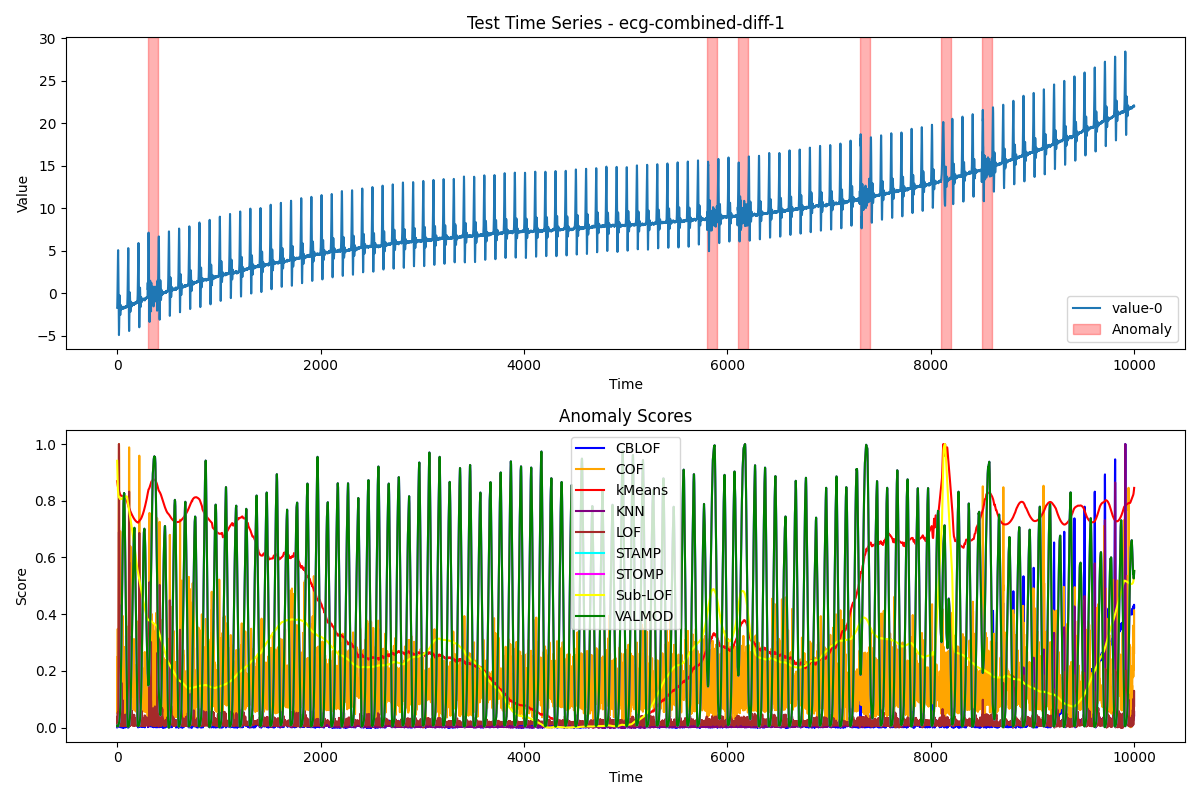 Test Time Series - ecg-combined-diff-1
Value
30
25
20
15
10
5
0
−5
value-0
Anomaly
0
2000
4000
6000
8000
10000
Time
Anomaly Scores
Score
1.0
0.8
0.6
0.4
0.2
0.0
CBLOF
COF
kMeans
KNN
LOF
STAMP
STOMP
Sub-LOF
VALMOD
0
2000
4000
6000
8000
10000
Time